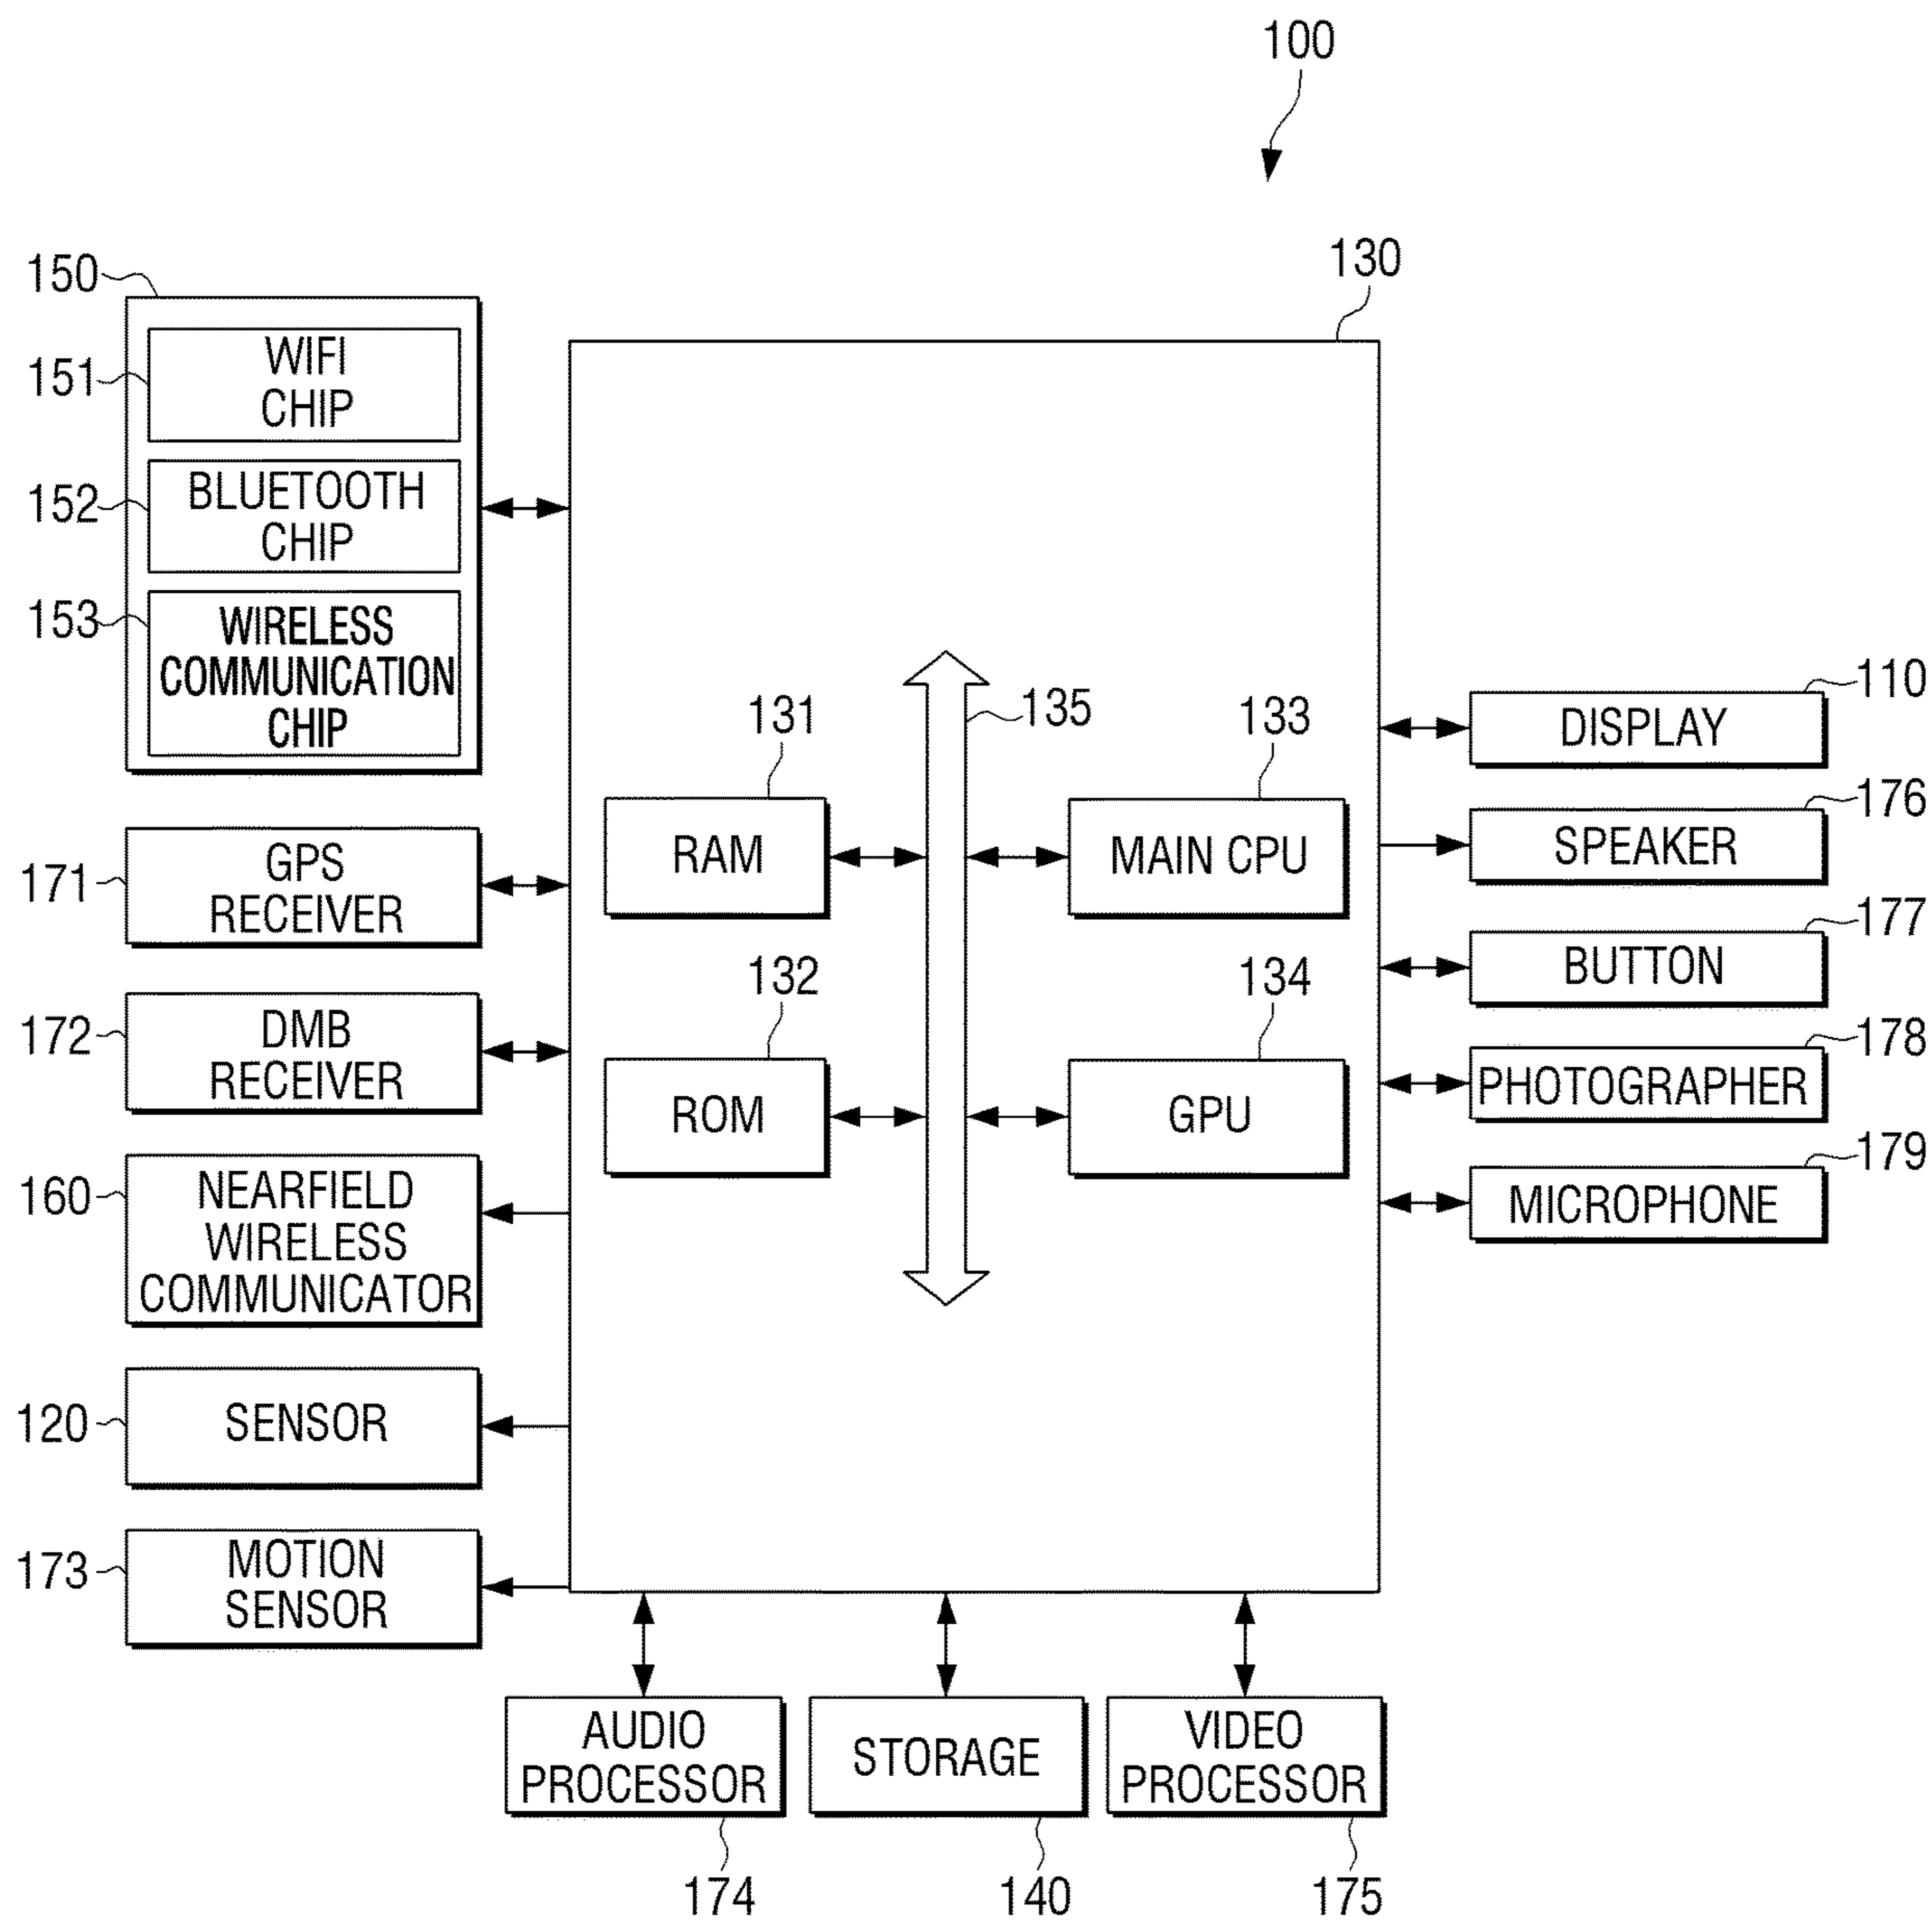 100
150
130
WIFI
CHIP
151
BLUETOOTH
CHIP
152
WIRELESS
COMMUNICATION
CHIP
153
GPS
RECEIVER
171
DMB
RECEIVER
172
NEARFIELD
WIRELESS
COMMUNICATOR
160
SENSOR
120
MOTION
SENSOR
173
131
RAM
132
ROM
135
133
MAIN CPU
134
GPU
110
DISPLAY
176
SPEAKER
177
BUTTON
178
PHOTOGRAPHER
179
MICROPHONE
AUDIO
PROCESSOR
174
STORAGE
140
VIDEO
PROCESSOR
175